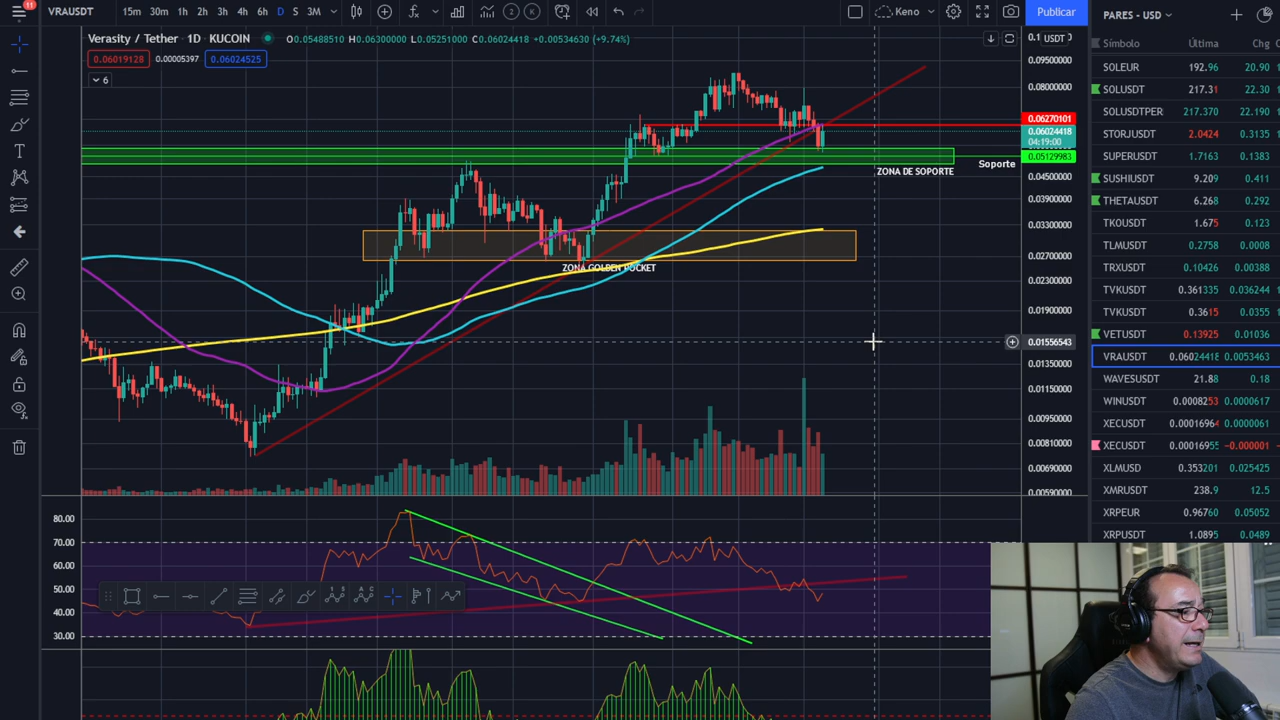 11
VRAUSDT 15m 30m 1h 2h 3h 4h 6h D S 3M Keno Publicar
Verasity / Tether · 1D · KUCOIN O0.05488510 H0.06300000 L0.05251000 C0.06024418 +0.00534630 (+9.74%)
0.06019128 0.00005397 0.06024525
6
USDT
0.09500000
0.08000000
0.06270101
0.06024418
04:19:00
0.05129983
0.04500000
0.03900000
0.03300000
0.02700000
0.02300000
0.01900000
0.01556543
0.01350000
0.01150000
0.00950000
0.00810000
0.00690000
0.00590000
Soporte
ZONA DE SOPORTE
ZONA GOLDEN POCKET
80.00
70.00
60.00
50.00
40.00
30.00
PARES - USD
Símbolo Última Chg
SOLEUR 192.96 20.90
SOLUSDT 217.31 22.30
SOLUSDTPER 217.370 22.190
STORJUSDT 2.0424 0.3135
SUPERUSDT 1.7163 0.1383
SUSHIUSDT 9.209 0.411
THETAUSDT 6.268 0.292
TKOUSDT 1.675 0.123
TLMUSDT 0.2758 0.0008
TRXUSDT 0.10426 0.00388
TVKUSDT 0.361335 0.036244
TVKUSDT 0.3615 0.0355
VETUSDT 0.13925 0.01036
VRAUSDT 0.06024418 0.0053463
WAVESUSDT 21.88 0.18
WINUSDT 0.0008253 0.0000617
XECUSDT 0.00016964 0.000061
XECUSDT 0.00016955 -0.000001
XLMUSD 0.353201 0.025425
XMRUSDT 238.9 12.5
XRPEUR 0.96760 0.05052
XRPUSDT 1.0895 0.0489